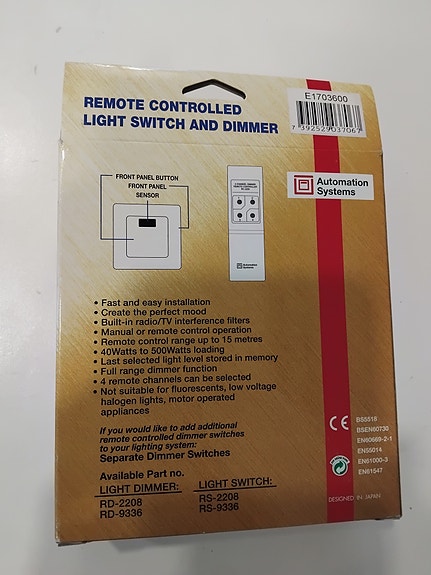 E1703600
7 392529 037067
REMOTE CONTROLLED
LIGHT SWITCH AND DIMMER
FRONT PANEL BUTTON
FRONT PANEL
SENSOR
Automation
Systems
Automation
Systems
• Fast and easy installation
• Create the perfect mood
• Built-in radio/TV interference filters
• Manual or remote control operation
• Remote control range up to 15 metres
• 40Watts to 500Watts loading
• Last selected light level stored in memory
• Full range dimmer function
• 4 remote channels can be selected
• Not suitable for fluorescents, low voltage
halogen lights, motor operated
appliances
If you would like to add additional
remote controlled dimmer switches
to your lighting system:
Separate Dimmer Switches
Available Part no.
LIGHT DIMMER: LIGHT SWITCH:
RD-2208 RS-2208
RD-9336 RS-9336
CE
BS5518
BSEN60730
EN60669-2-1
EN55014
EN61000-3
EN61547
DESIGNED IN JAPAN